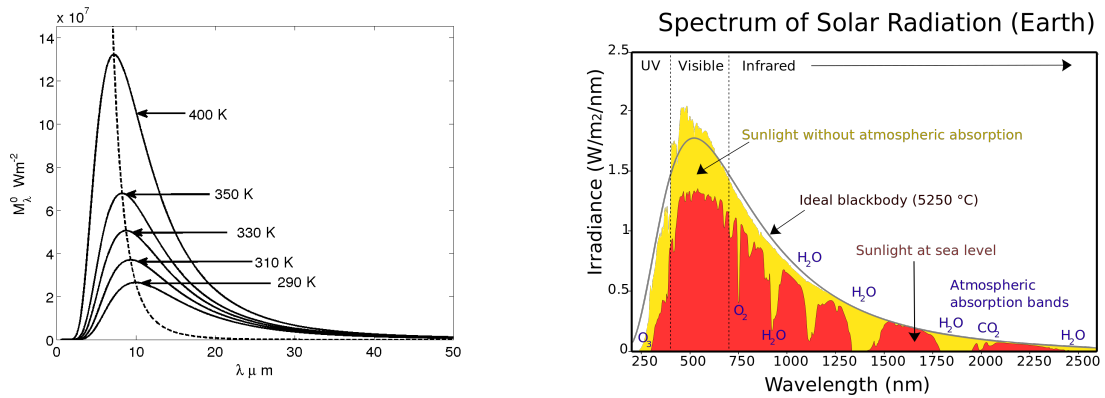 x 10⁷
14
12
10
8
6
4
2
0
M⁰λ Wm⁻²
400 K
350 K
330 K
310 K
290 K
0
10
20
30
40
50
λ μ m
Spectrum of Solar Radiation (Earth)
2.5
2
1.5
1
0.5
0
Irradiance (W/m2/nm)
UV
Visible
Infrared
Sunlight without atmospheric absorption
Ideal blackbody (5250 °C)
Sunlight at sea level
H₂O
Atmospheric
absorption bands
H₂O
O₂
H₂O
H₂O
CO₂
H₂O
O₃
250
500
750
1000
1250
1500
1750
2000
2250
2500
Wavelength (nm)